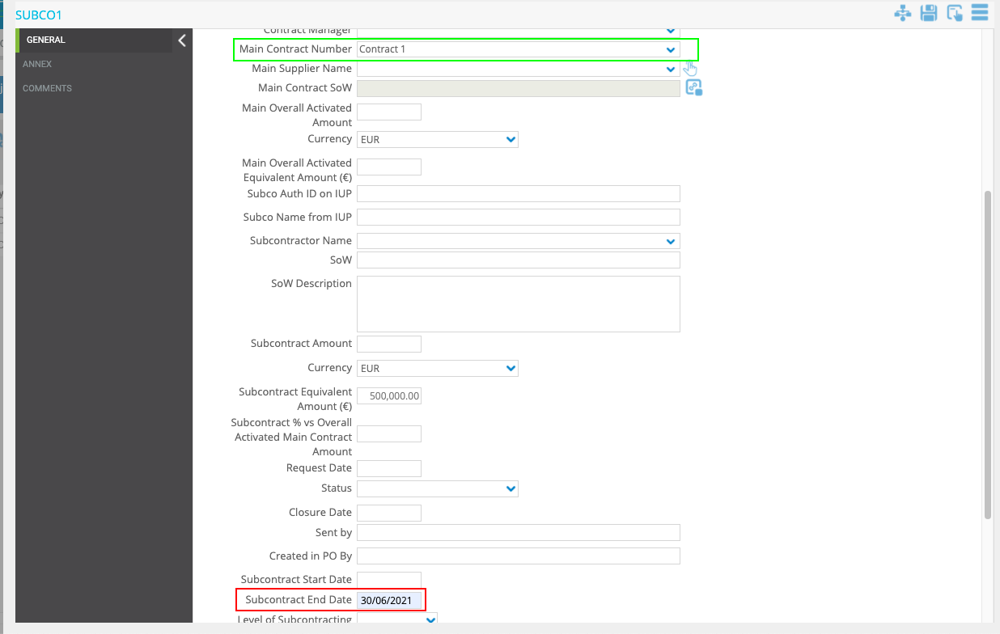 SUBCO1
GENERAL
ANNEX
COMMENTS
Contract Manager
Main Contract Number Contract 1
Main Supplier Name
Main Contract SoW
Main Overall Activated
Amount
Currency EUR
Main Overall Activated
Equivalent Amount (€)
Subco Auth ID on IUP
Subco Name from IUP
Subcontractor Name
SoW
SoW Description
Subcontract Amount
Currency EUR
Subcontract Equivalent
Amount (€) 500,000.00
Subcontract % vs Overall
Activated Main Contract
Amount
Request Date
Status
Closure Date
Sent by
Created in PO By
Subcontract Start Date
Subcontract End Date 30/06/2021
Level of Subcontracting